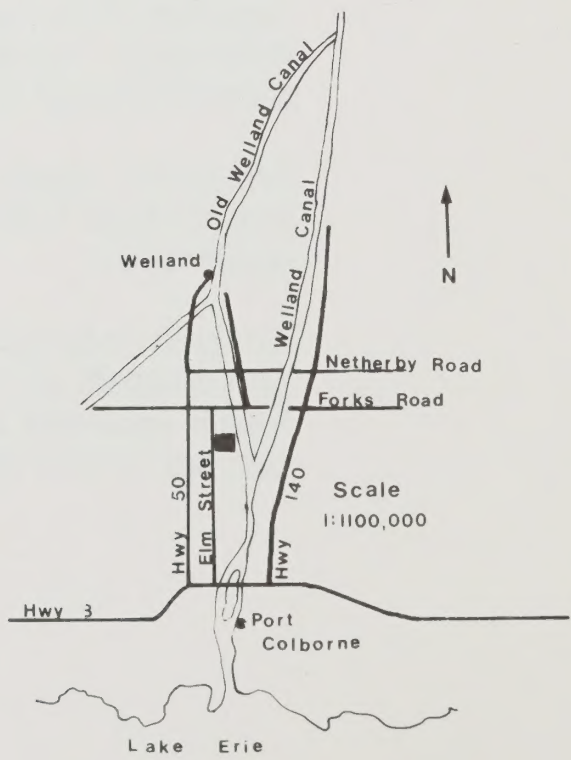 Old Welland Canal
Welland Canal
Welland
N
Netherby Road
Forks Road
Hwy 50
Elm Street
Hwy 140
Scale
1:1100,000
Hwy 3
Port
Colborne
Lake Erie